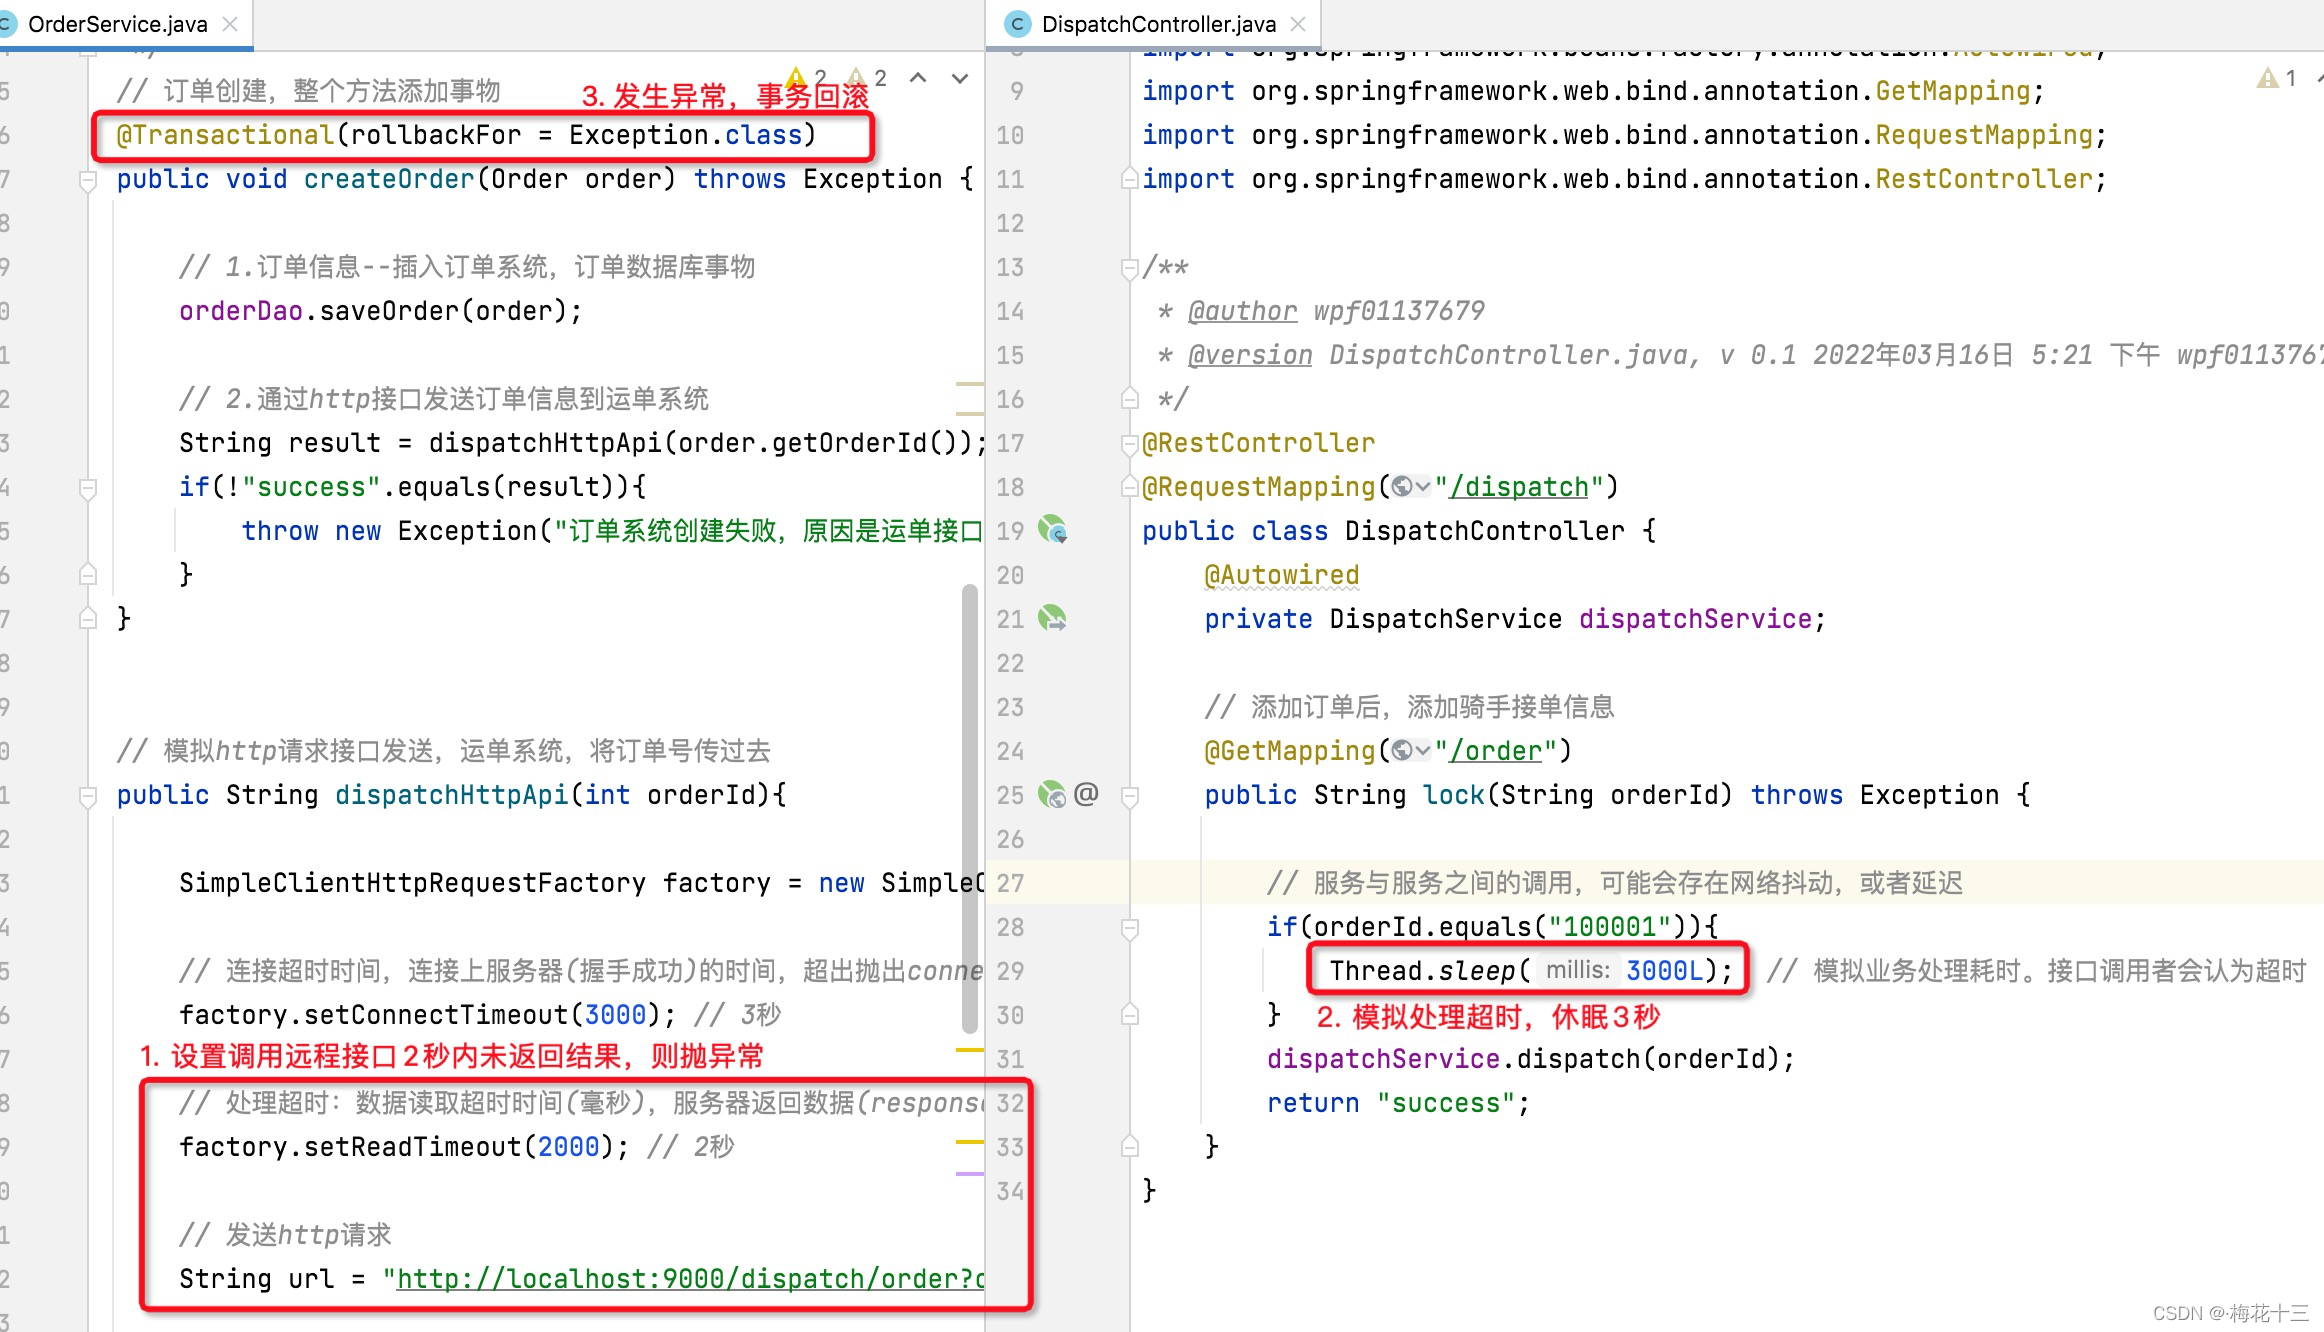 OrderService.java
// 订单创建，整个方法添加事物
2
2
3. 发生异常，事务回滚
@Transactional(rollbackFor = Exception.class)
public void createOrder(Order order) throws Exception {
// 1.订单信息--插入订单系统，订单数据库事物
orderDao.saveOrder(order);
// 2.通过http接口发送订单信息到运单系统
String result = dispatchHttpApi(order.getOrderId());
if(!"success".equals(result)){
throw new Exception("订单系统创建失败，原因是运单接口
}
}
// 模拟http请求接口发送，运单系统，将订单号传过去
public String dispatchHttpApi(int orderId){
SimpleClientHttpRequestFactory factory = new SimpleC
// 连接超时时间，连接上服务器(握手成功)的时间，超出抛出conne
factory.setConnectTimeout(3000); // 3秒
1. 设置调用远程接口2秒内未返回结果，则抛异常
// 处理超时：数据读取超时时间(毫秒)，服务器返回数据(response
factory.setReadTimeout(2000); // 2秒
// 发送http请求
String url = "http://localhost:9000/dispatch/order?o
DispatchController.java
1
9 import org.springframework.web.bind.annotation.GetMapping;
10 import org.springframework.web.bind.annotation.RequestMapping;
11 import org.springframework.web.bind.annotation.RestController;
12
13 /**
14 * @author wpf01137679
15 * @version DispatchController.java, v 0.1 2022年03月16日 5:21 下午 wpf0113767
16 */
17 @RestController
18 @RequestMapping("/dispatch")
19 public class DispatchController {
20 @Autowired
21 private DispatchService dispatchService;
22
23 // 添加订单后，添加骑手接单信息
24 @GetMapping("/order")
25 @ public String lock(String orderId) throws Exception {
26
27 // 服务与服务之间的调用，可能会存在网络抖动，或者延迟
28 if(orderId.equals("100001")){
29 Thread.sleep( millis: 3000L); // 模拟业务处理耗时。接口调用者会认为超时
30 }
2. 模拟处理超时，休眠3秒
31 dispatchService.dispatch(orderId);
32 return "success";
33 }
34 }
CSDN @·梅花十三